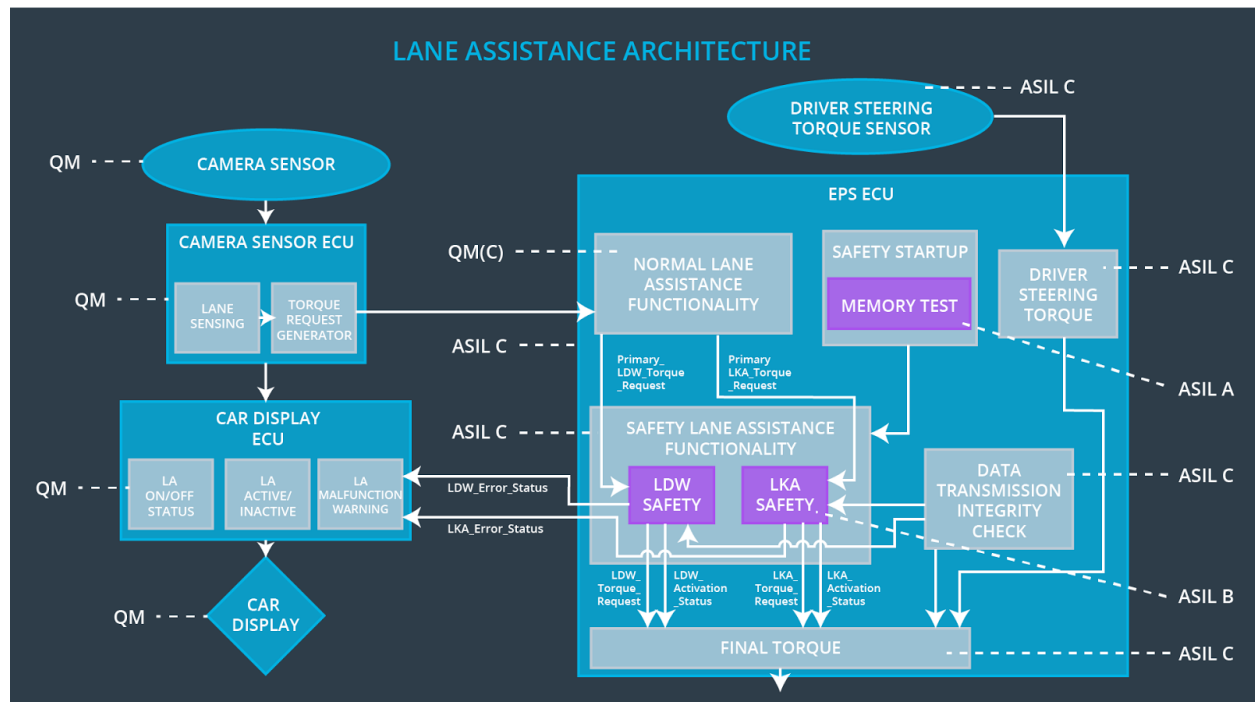 LANE ASSISTANCE ARCHITECTURE
ASIL C
DRIVER STEERING
TORQUE SENSOR
QM
CAMERA SENSOR
EPS ECU
CAMERA SENSOR ECU
QM(C)
NORMAL LANE
ASSISTANCE
FUNCTIONALITY
SAFETY STARTUP
MEMORY TEST
DRIVER
STEERING
TORQUE
ASIL C
QM
LANE
SENSING
TORQUE
REQUEST
GENERATOR
ASIL C
Primary_
LDW_Torque
_Request
Primary
LKA_Torque
_Request
ASIL A
CAR DISPLAY
ECU
ASIL C
SAFETY LANE ASSISTANCE
FUNCTIONALITY
QM
LA
ON/OFF
STATUS
LA
ACTIVE/
INACTIVE
LA
MALFUNCTION
WARNING
LDW_Error_Status
LKA_Error_Status
LDW
SAFETY
LKA
SAFETY
DATA
TRANSMISSION
INTEGRITY
CHECK
ASIL C
LDW_
Torque_
Request
LDW_
Activation
_Status
LKA_
Torque_
Request
LKA_
Activation
_Status
ASIL B
QM
CAR
DISPLAY
FINAL TORQUE
ASIL C